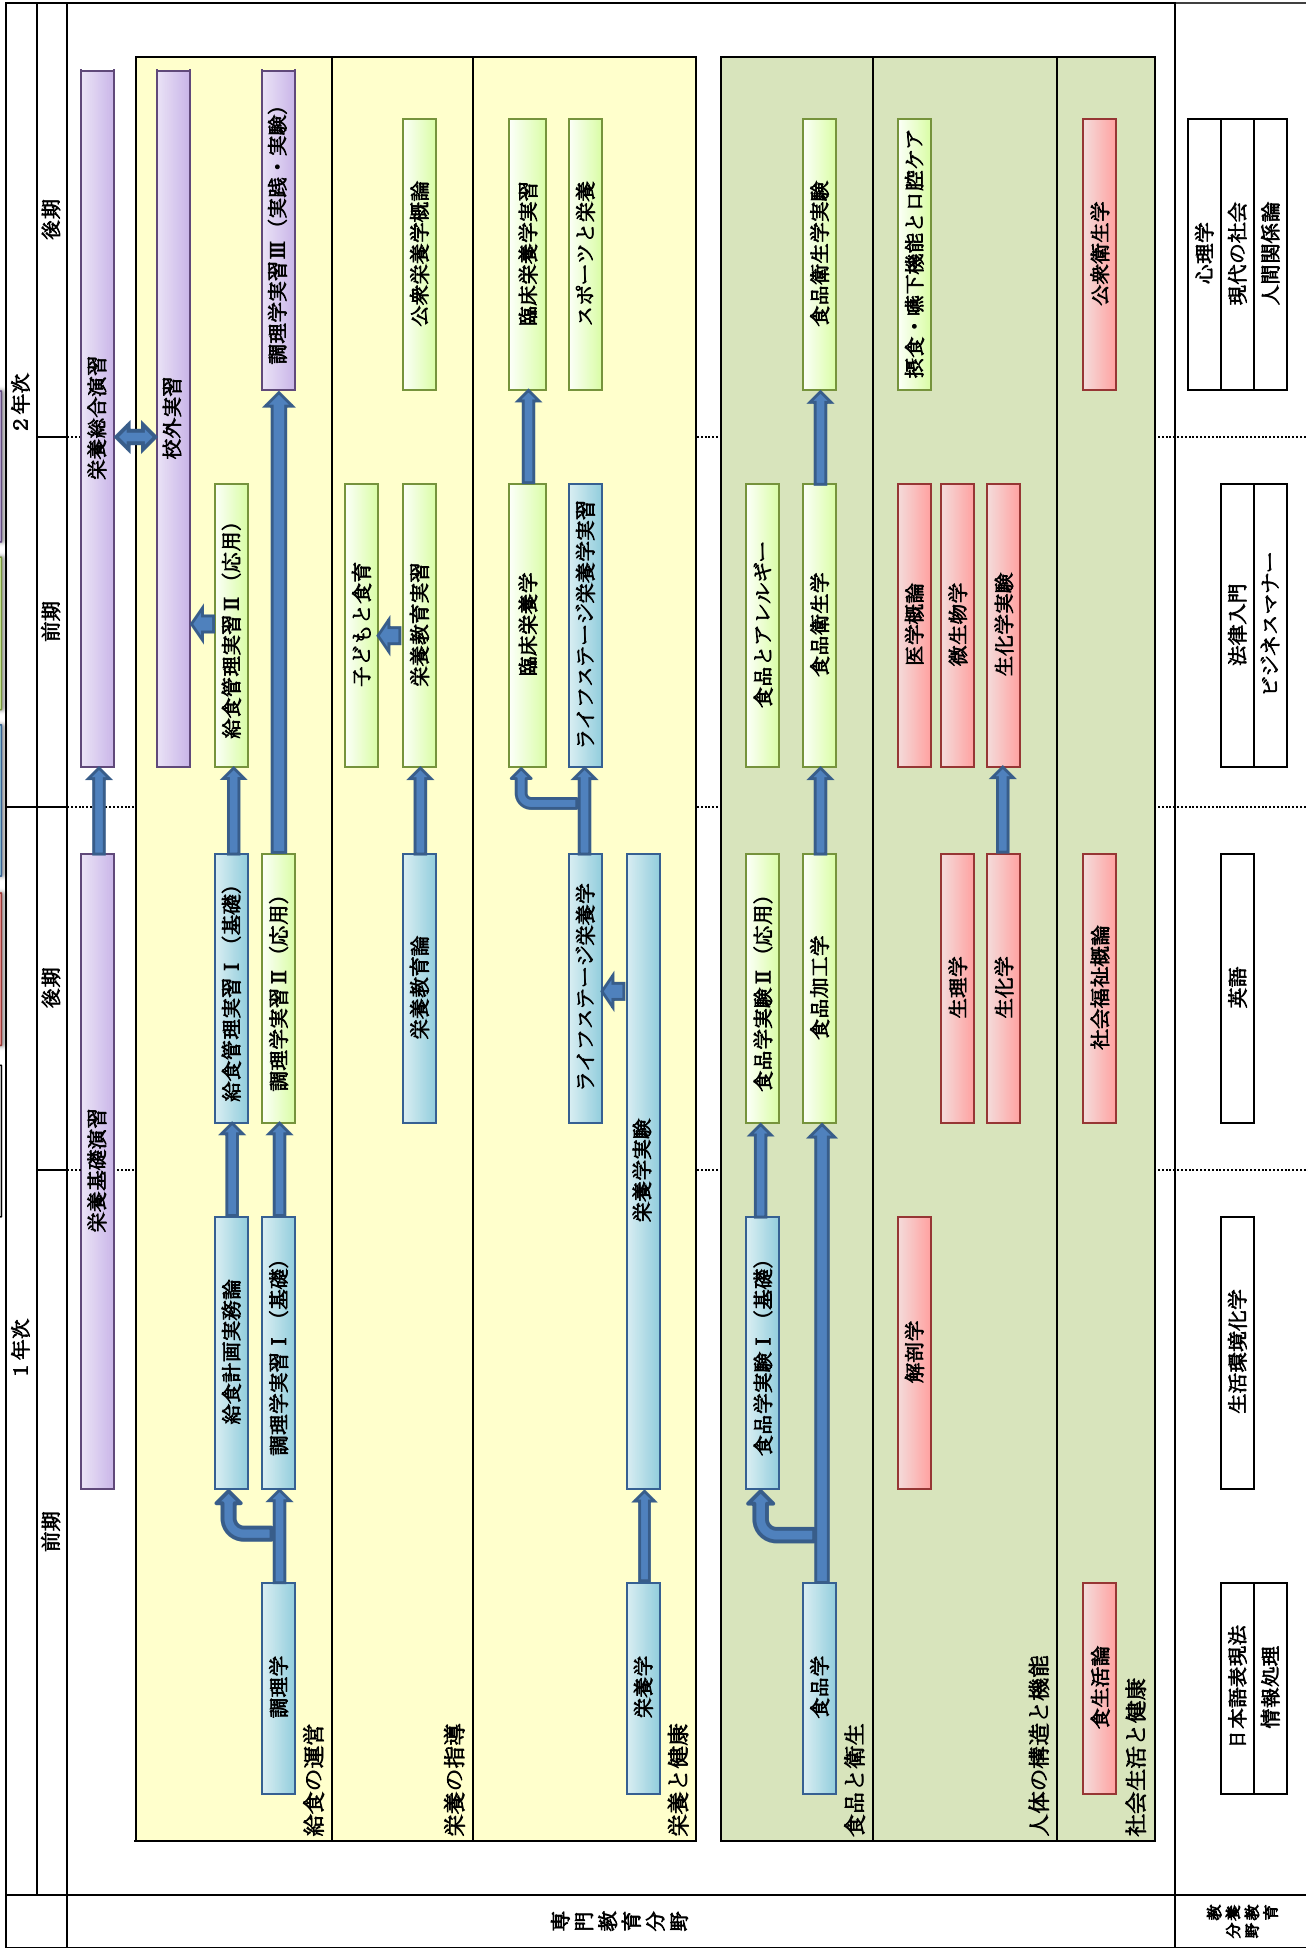 1年次
2年次
前期
後期
前期
後期
専門教育分野
栄養基礎演習
栄養総合演習
校外実習
給食計画実務論
給食管理実習Ⅰ（基礎）
給食管理実習Ⅱ（応用）
調理学
調理学実習Ⅰ（基礎）
調理学実習Ⅱ（応用）
調理学実習Ⅲ（実践・実験）
給食の運営
子どもと食育
栄養教育論
栄養教育実習
公衆栄養学概論
栄養の指導
臨床栄養学
臨床栄養学実習
ライフステージ栄養学
ライフステージ栄養学実習
スポーツと栄養
栄養学
栄養学実験
栄養と健康
食品学実験Ⅰ（基礎）
食品学実験Ⅱ（応用）
食品とアレルギー
食品学
食品加工学
食品衛生学
食品衛生学実験
食品と衛生
解剖学
医学概論
摂食・嚥下機能と口腔ケア
生理学
微生物学
生化学
生化学実験
人体の構造と機能
食生活論
社会福祉概論
公衆衛生学
社会生活と健康
教養教育
分野
心理学
日本語表現法
生活環境化学
英語
法律入門
現代の社会
情報処理
ビジネスマナー
人間関係論